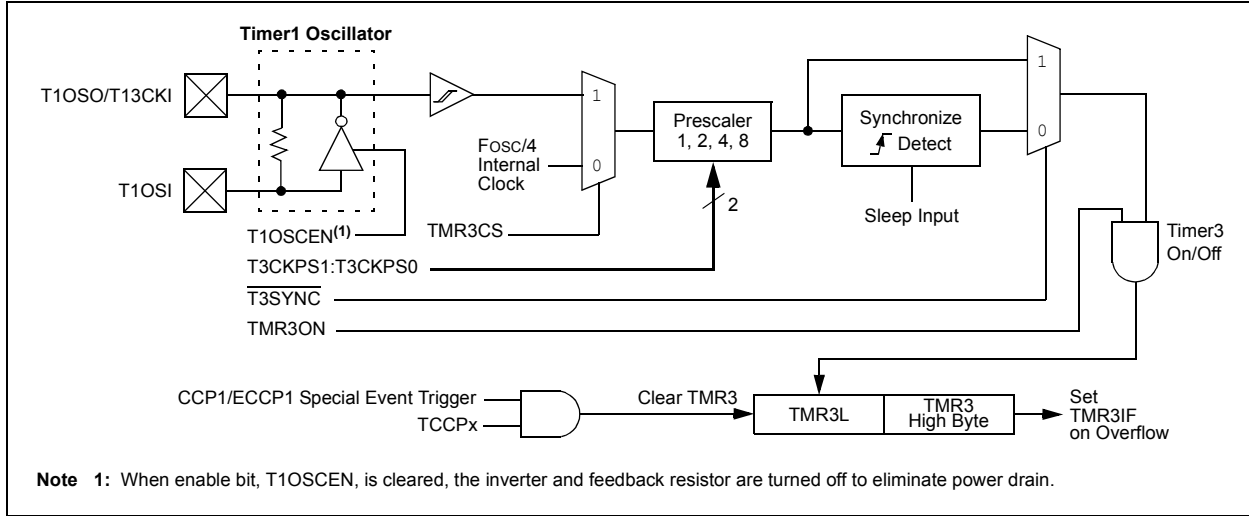 Timer1 Oscillator
T1OSO/T13CKI
T1OSI
T1OSCEN(1)
FOSC/4
Internal
Clock
1
0
TMR3CS
Prescaler
1, 2, 4, 8
2
T3CKPS1:T3CKPS0
T3SYNC
TMR3ON
Synchronize
Detect
Sleep Input
1
0
Timer3
On/Off
CCP1/ECCP1 Special Event Trigger
TCCPx
Clear TMR3
TMR3L
TMR3
High Byte
Set
TMR3IF
on Overflow
Note 1: When enable bit, T1OSCEN, is cleared, the inverter and feedback resistor are turned off to eliminate power drain.